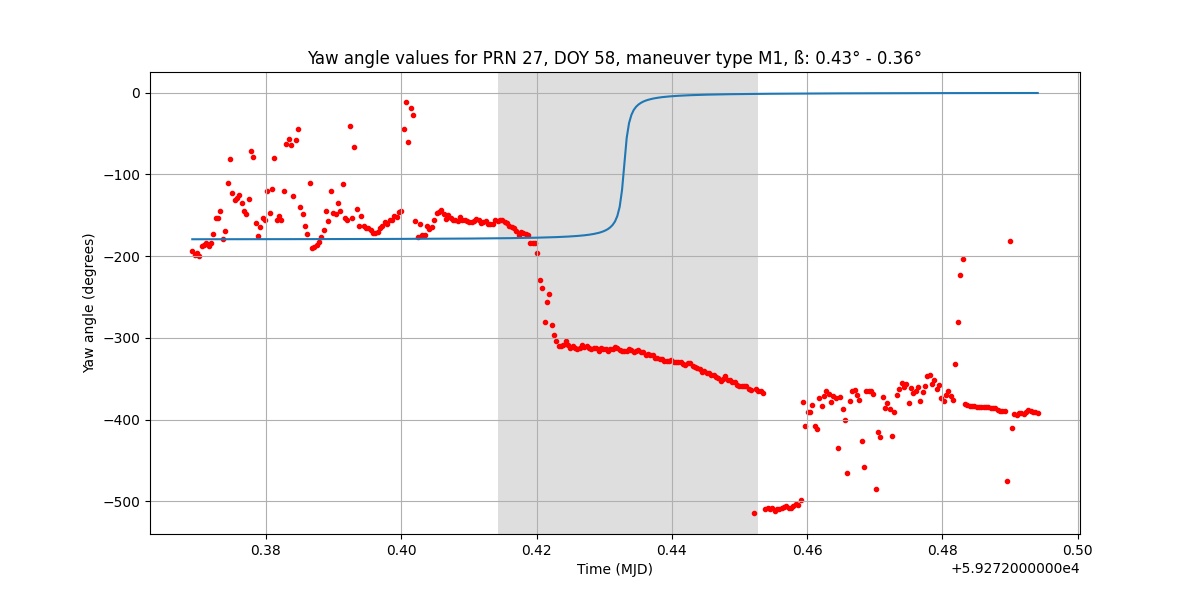 Yaw angle values for PRN 27, DOY 58, maneuver type M1, ß: 0.43° - 0.36°
0
−100
−200
−300
−400
−500
Yaw angle (degrees)
0.38 0.40 0.42 0.44 0.46 0.48 0.50
Time (MJD)
+5.9272000000e4